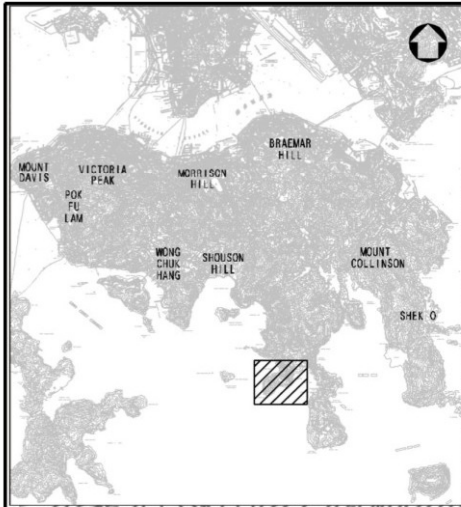 BRAEMAR
HILL
MOUNT
DAVIS
VICTORIA
PEAK
MORRISON
HILL
POK
FU
LAM
WONG
CHUK
HANG
SHOUSON
HILL
MOUNT
COLLINSON
SHEK O